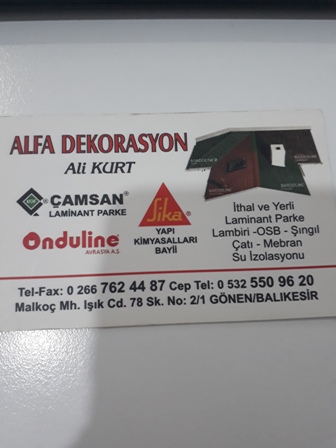 ALFA DEKORASYON
Ali KURT
ÇAMSAN®
LAMİNANT PARKE
Onduline®
AVRASYA A.Ş.
Sika®
YAPI
KİMYASALLARI
BAYİİ
İthal ve Yerli
Laminant Parke
Lambiri -OSB - Şıngıl
Çatı - Mebran
Su İzolasyonu
Tel-Fax: 0 266 762 44 87 Cep Tel: 0 532 550 96 20
Malkoç Mh. Işık Cd. 78 Sk. No: 2/1 GÖNEN/BALIKESİR